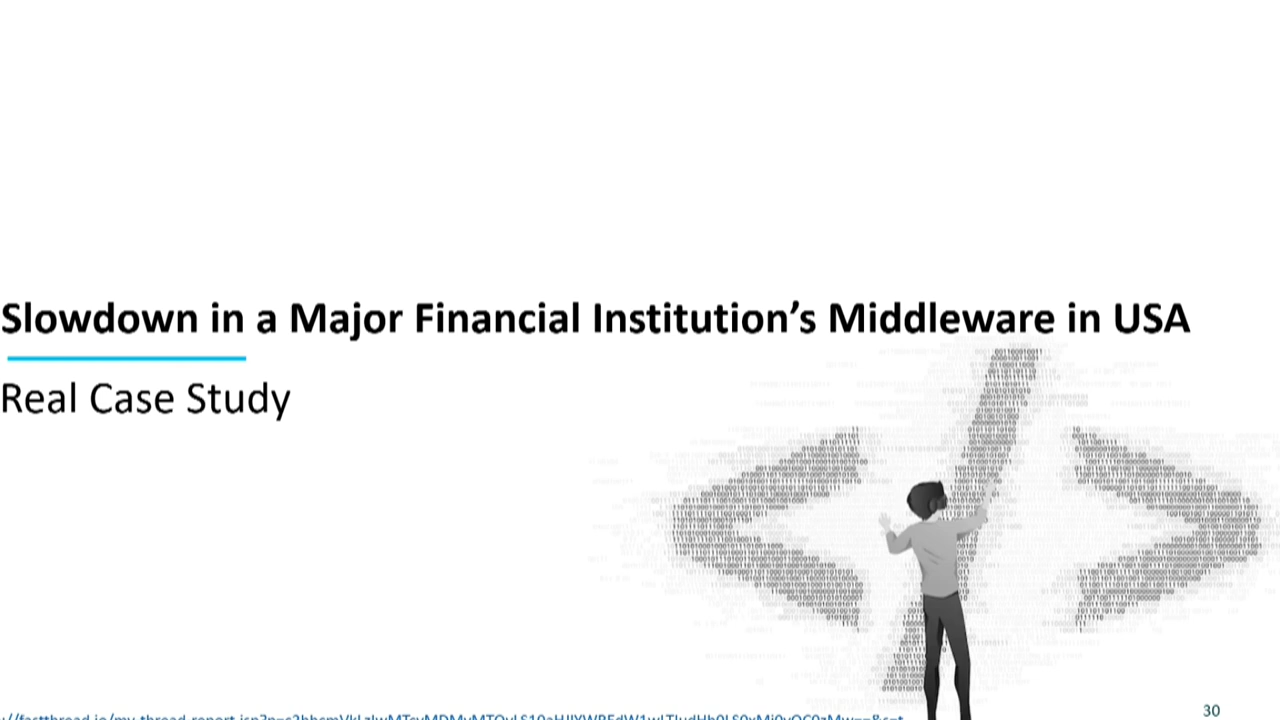 Slowdown in a Major Financial Institution’s Middleware in USA
Real Case Study
30